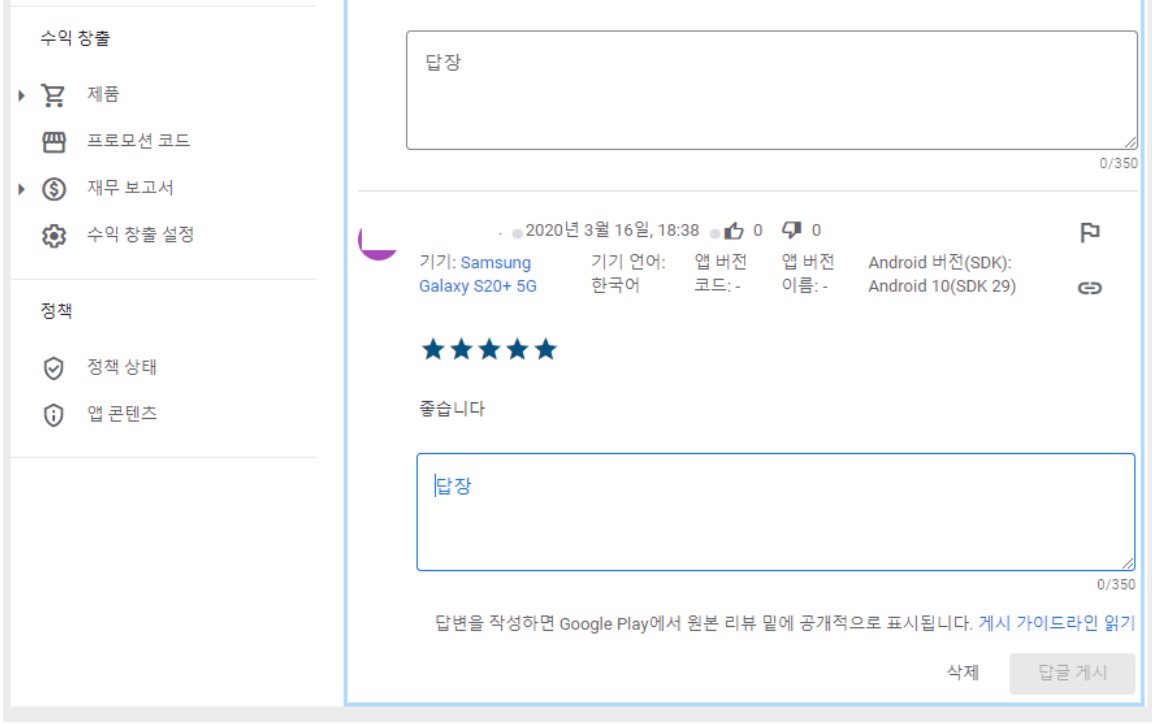 수익 창출
제품
프로모션 코드
재무 보고서
수익 창출 설정
정책
정책 상태
앱 콘텐츠
답장
0/350
2020년 3월 16일, 18:38 0 0
기기: Samsung Galaxy S20+ 5G
기기 언어: 한국어
앱 버전 코드: -
앱 버전 이름: -
Android 버전(SDK): Android 10(SDK 29)
좋습니다
답장
0/350
답변을 작성하면 Google Play에서 원본 리뷰 밑에 공개적으로 표시됩니다. 게시 가이드라인 읽기
삭제 답글 게시